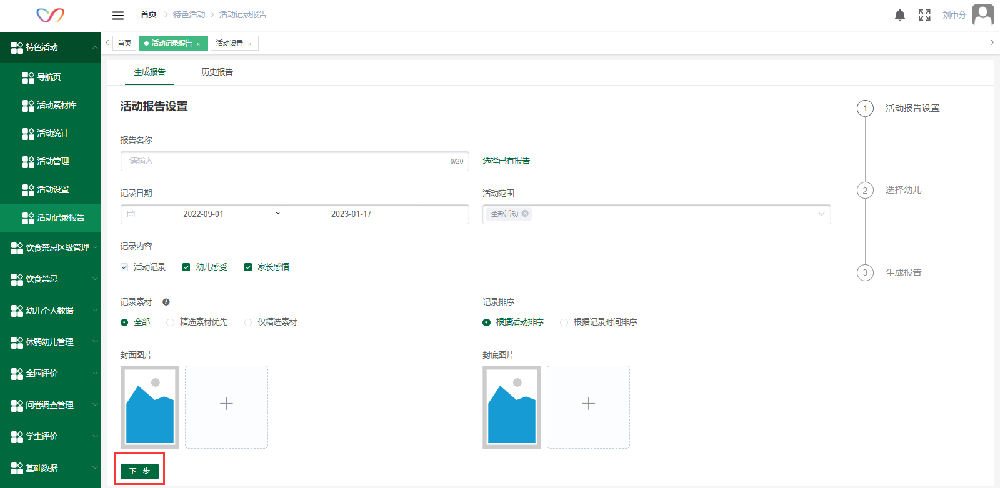 首页 特色活动 活动记录报告
刘中分
首页 活动记录报告 × 活动设置 ×
特色活动
导航页
活动素材库
活动统计
活动管理
活动设置
活动记录报告
饮食禁忌区级管理
饮食禁忌
幼儿个人数据
体弱幼儿管理
全园评价
问卷调查管理
学生评价
基础数据
生成报告 历史报告
活动报告设置
报告名称
请输入 0/20 选择已有报告
记录日期 活动范围
2022-09-01 ~ 2023-01-17 全部活动
记录内容
活动记录 幼儿感受 家长感悟
记录素材 记录排序
全部 精选素材优先 仅精选素材 根据活动排序 根据记录时间排序
封面图片 封底图片
下一步
1 活动报告设置
2 选择幼儿
3 生成报告